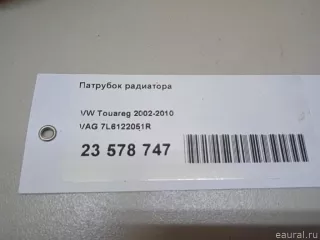 Патрубок радиатора
VW Touareg 2002-2010
VAG 7L6122051R
23 578 747
eaural.ru